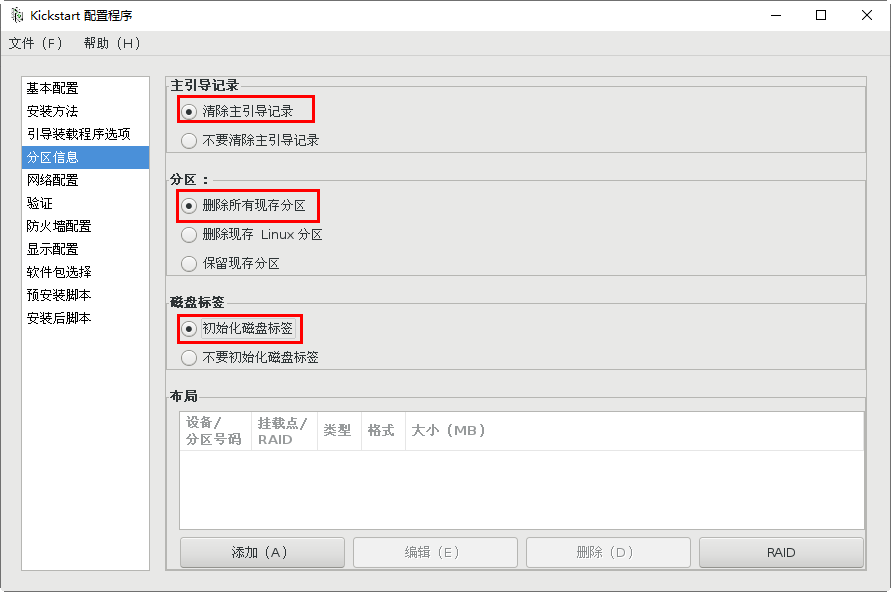 Kickstart 配置程序
文件（F） 帮助（H）
基本配置
安装方法
引导装载程序选项
分区信息
网络配置
验证
防火墙配置
显示配置
软件包选择
预安装脚本
安装后脚本
主引导记录
清除主引导记录
不要清除主引导记录
分区：
删除所有现存分区
删除现存 Linux 分区
保留现存分区
磁盘标签
初始化磁盘标签
不要初始化磁盘标签
布局
设备/
分区号码
挂载点/
RAID
类型
格式
大小（MB）
添加（A） 编辑（E） 删除（D） RAID